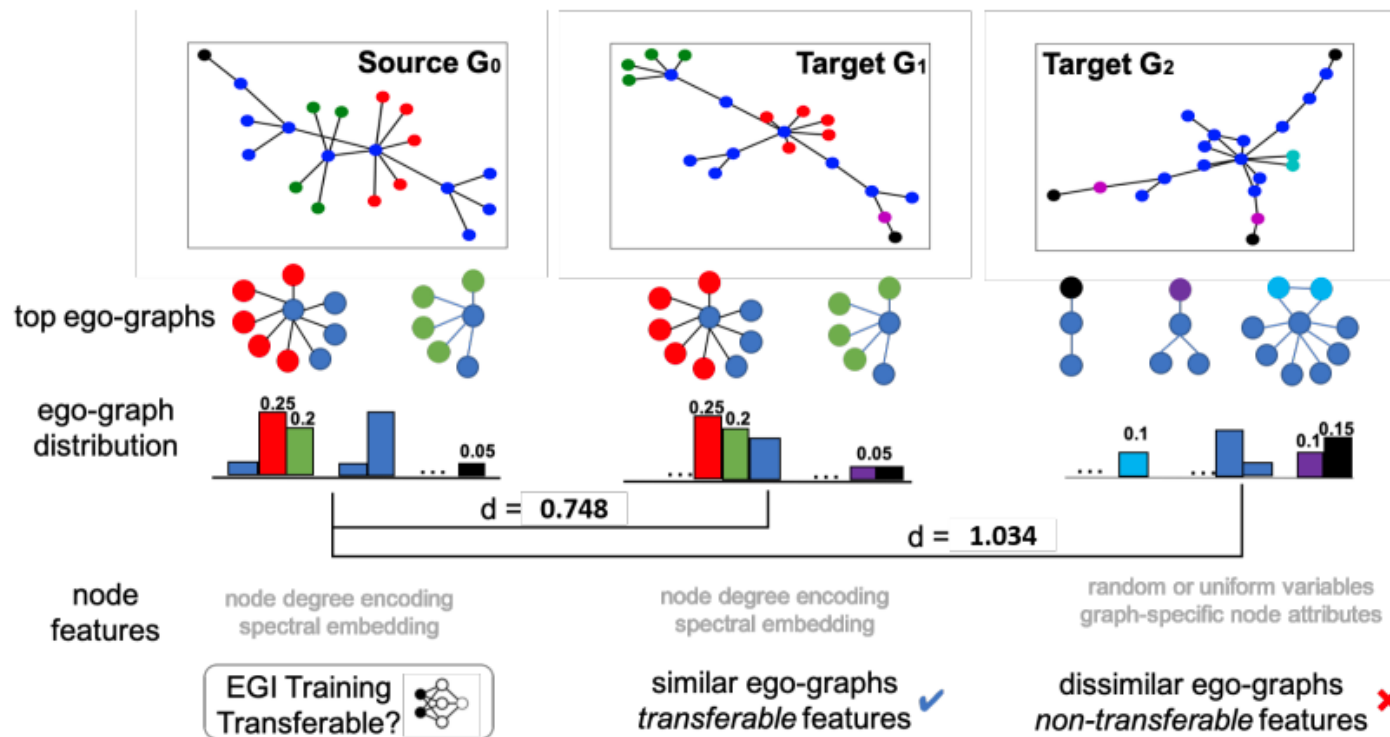 Source G0
Target G1
Target G2
top ego-graphs
ego-graph
distribution
0.25
0.2
...
0.05
...
0.25
0.2
...
0.05
...
0.1
...
0.1
0.15
d = 0.748
d = 1.034
node
features
node degree encoding
spectral embedding
node degree encoding
spectral embedding
random or uniform variables
graph-specific node attributes
EGI Training
Transferable?
similar ego-graphs
transferable features
dissimilar ego-graphs
non-transferable features